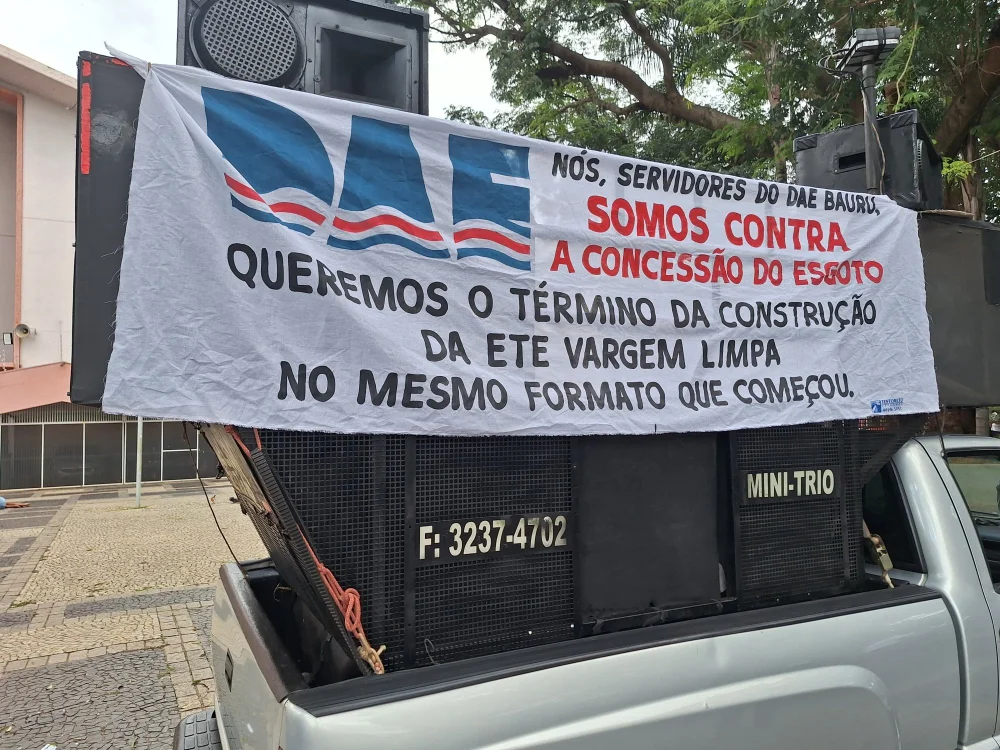 DAE
NÓS, SERVIDORES DO DAE BAURU,
SOMOS CONTRA
A CONCESSÃO DO ESGOTO
QUEREMOS O TÉRMINO DA CONSTRUÇÃO
DA ETE VARGEM LIMPA
NO MESMO FORMATO QUE COMEÇOU.
MINI-TRIO
F: 3237-4702